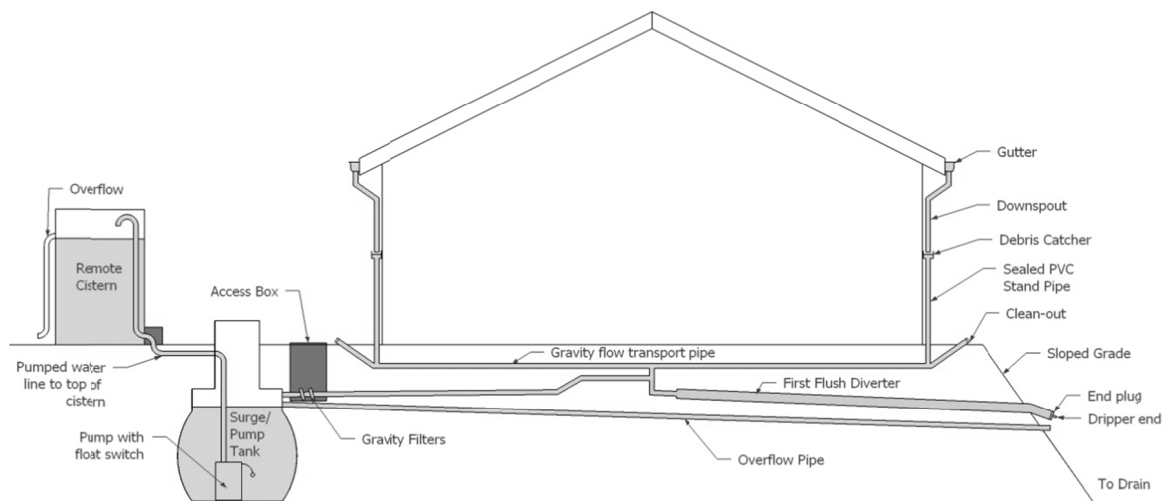 Gutter
Overflow
Downspout
Debris Catcher
Remote
Cistern
Sealed PVC
Stand Pipe
Access Box
Clean-out
Gravity flow transport pipe
Sloped Grade
Pumped water
line to top of
cistern
First Flush Diverter
End plug
Dripper end
Surge/
Pump
Tank
Gravity Filters
Pump with
float switch
Overflow Pipe
To Drain